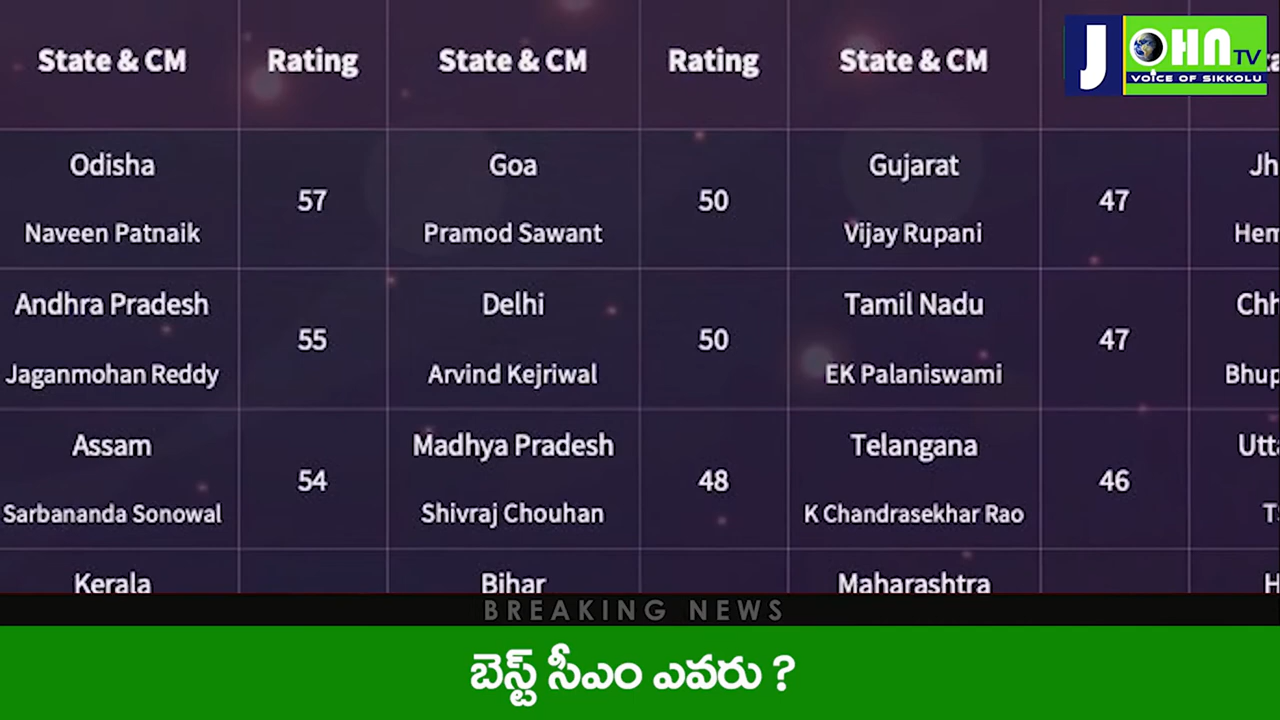 State & CM Rating State & CM Rating State & CM
JOHN TV
VOICE OF SIKKOLU
Odisha Goa Gujarat
57 50 47
Naveen Patnaik Pramod Sawant Vijay Rupani
Andhra Pradesh Delhi Tamil Nadu
55 50 47
Jaganmohan Reddy Arvind Kejriwal EK Palaniswami
Assam Madhya Pradesh Telangana
54 48 46
Sarbananda Sonowal Shivraj Chouhan K Chandrasekhar Rao
Kerala Bihar Maharashtra
BREAKING NEWS
బెస్ట్ సీఎం ఎవరు ?